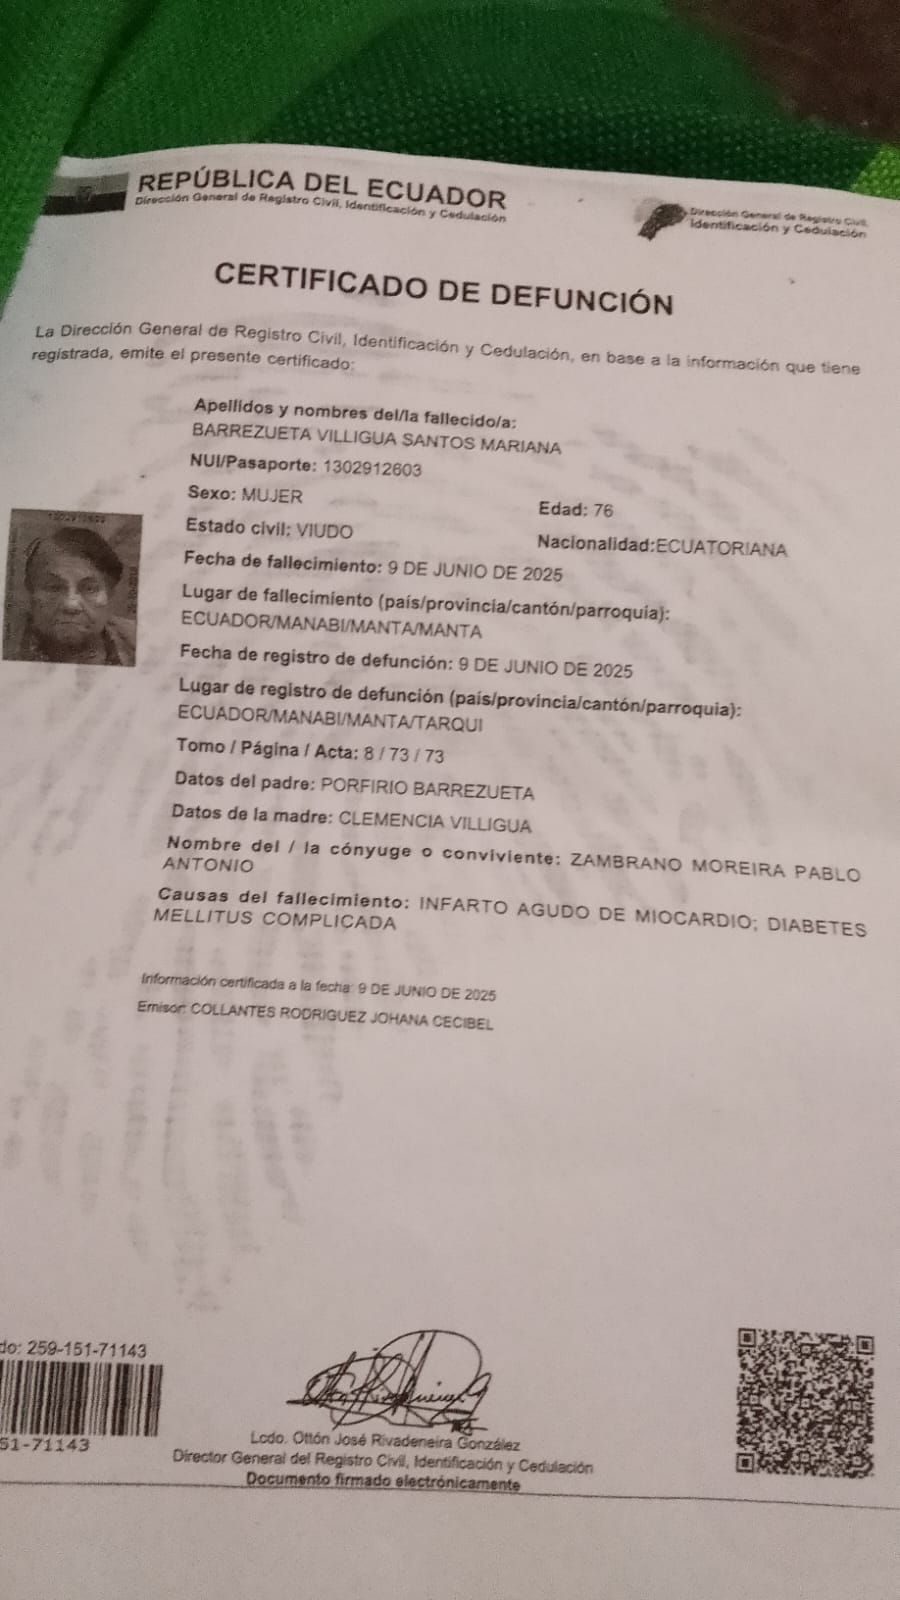 REPÚBLICA DEL ECUADOR
Dirección General de Registro Civil, Identificación y Cedulación
Dirección General de Registro Civil,
Identificación y Cedulación
CERTIFICADO DE DEFUNCIÓN
La Dirección General de Registro Civil, Identificación y Cedulación, en base a la información que tiene
registrada, emite el presente certificado:
Apellidos y nombres del/la fallecido/a:
BARREZUETA VILLIGUA SANTOS MARIANA
NUI/Pasaporte: 1302912603
Sexo: MUJER
Edad: 76
Estado civil: VIUDO
Nacionalidad:ECUATORIANA
Fecha de fallecimiento: 9 DE JUNIO DE 2025
Lugar de fallecimiento (país/provincia/cantón/parroquia):
ECUADOR/MANABI/MANTA/MANTA
Fecha de registro de defunción: 9 DE JUNIO DE 2025
Lugar de registro de defunción (país/provincia/cantón/parroquia):
ECUADOR/MANABI/MANTA/TARQUI
Tomo / Página / Acta: 8 / 73 / 73
Datos del padre: PORFIRIO BARREZUETA
Datos de la madre: CLEMENCIA VILLIGUA
Nombre del / la cónyuge o conviviente: ZAMBRANO MOREIRA PABLO
ANTONIO
Causas del fallecimiento: INFARTO AGUDO DE MIOCARDIO; DIABETES
MELLITUS COMPLICADA
Información certificada a la fecha: 9 DE JUNIO DE 2025
Emisor: COLLANTES RODRIGUEZ JOHANA CECIBEL
do: 259-151-71143
51-71143
Lcdo. Ottón José Rivadeneira González
Director General del Registro Civil, Identificación y Cedulación
Documento firmado electrónicamente